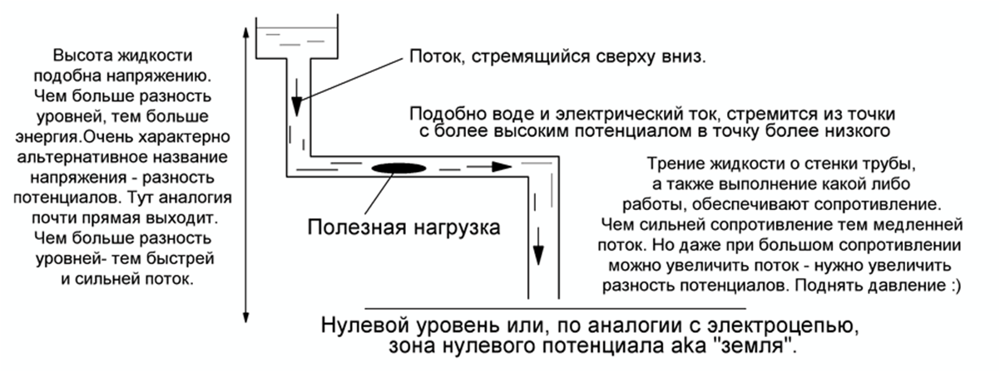 Высота жидкости
подобна напряжению.
Чем больше разность
уровней, тем больше
энергия.Очень характерно
альтернативное название
напряжения - разность
потенциалов. Тут аналогия
почти прямая выходит.
Чем больше разность
уровней- тем быстрей
и сильней поток.
Поток, стремящийся сверху вниз.
Подобно воде и электрический ток, стремится из точки
с более высоким потенциалом в точку более низкого
Полезная нагрузка
Трение жидкости о стенки трубы,
а также выполнение какой либо
работы, обеспечивают сопротивление.
Чем сильней сопротивление тем медленней
поток. Но даже при большом сопротивлении
можно увеличить поток - нужно увеличить
разность потенциалов. Поднять давление :)
Нулевой уровень или, по аналогии с электроцепью,
зона нулевого потенциала aka "земля".